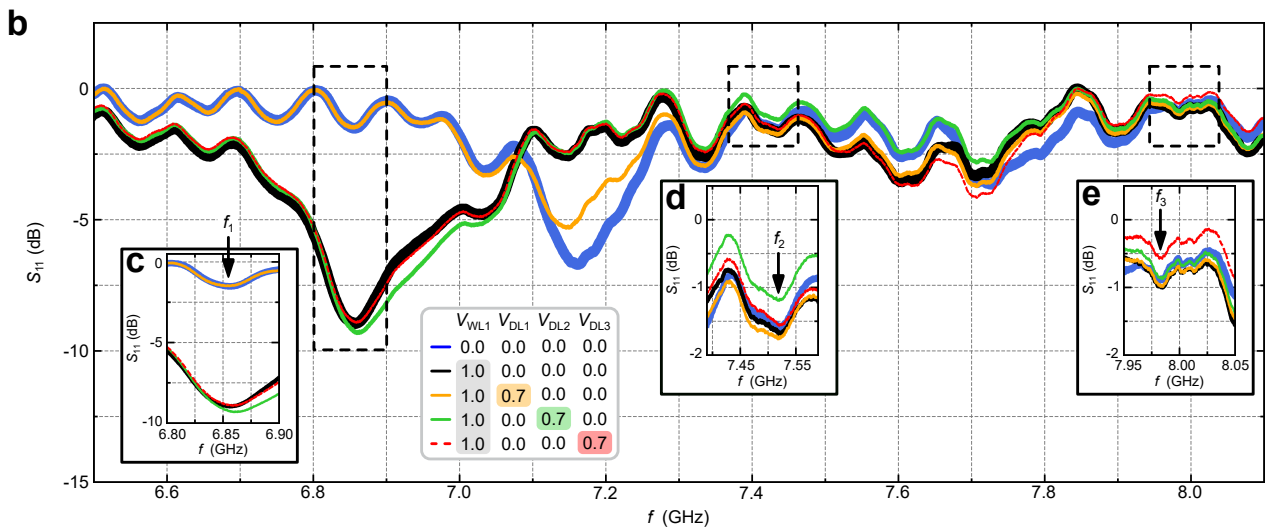 b
S11 (dB)
0
-5
-10
-15
6.6 6.8 7.0 7.2 7.4 7.6 7.8 8.0
f (GHz)
c
f1
S11 (dB)
0
-5
-10
6.80 6.85 6.90
f (GHz)
VWL1 VDL1 VDL2 VDL3
0.0 0.0 0.0 0.0
1.0 0.0 0.0 0.0
1.0 0.7 0.0 0.0
1.0 0.0 0.7 0.0
1.0 0.0 0.0 0.7
d
f2
S11 (dB)
0
-1
-2
7.45 7.55
f (GHz)
e
f3
S11 (dB)
0
-1
-2
7.95 8.00 8.05
f (GHz)